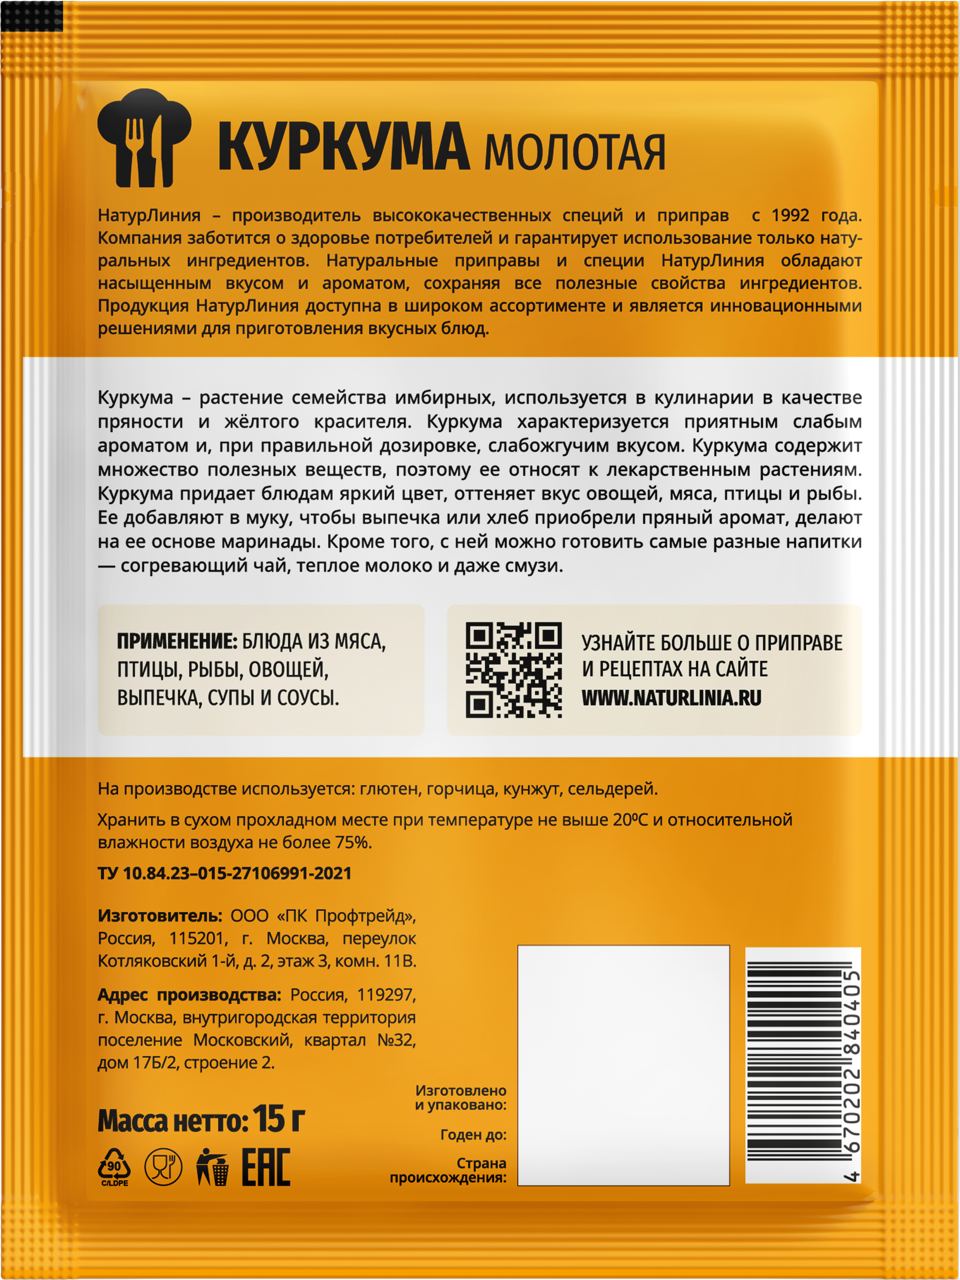 КУРКУМА МОЛОТАЯ
НатурЛиния – производитель высококачественных специй и приправ с 1992 года.
Компания заботится о здоровье потребителей и гарантирует использование только нату-
ральных ингредиентов. Натуральные приправы и специи НатурЛиния обладают
насыщенным вкусом и ароматом, сохраняя все полезные свойства ингредиентов.
Продукция НатурЛиния доступна в широком ассортименте и является инновационными
решениями для приготовления вкусных блюд.
Куркума – растение семейства имбирных, используется в кулинарии в качестве
пряности и жёлтого красителя. Куркума характеризуется приятным слабым
ароматом и, при правильной дозировке, слабожгучим вкусом. Куркума содержит
множество полезных веществ, поэтому ее относят к лекарственным растениям.
Куркума придает блюдам яркий цвет, оттеняет вкус овощей, мяса, птицы и рыбы.
Ее добавляют в муку, чтобы выпечка или хлеб приобрели пряный аромат, делают
на ее основе маринады. Кроме того, с ней можно готовить самые разные напитки
— согревающий чай, теплое молоко и даже смузи.
ПРИМЕНЕНИЕ: БЛЮДА ИЗ МЯСА,
ПТИЦЫ, РЫБЫ, ОВОЩЕЙ,
ВЫПЕЧКА, СУПЫ И СОУСЫ.
УЗНАЙТЕ БОЛЬШЕ О ПРИПРАВЕ
И РЕЦЕПТАХ НА САЙТЕ
WWW.NATURLINIA.RU
На производстве используется: глютен, горчица, кунжут, сельдерей.
Хранить в сухом прохладном месте при температуре не выше 20⁰С и относительной
влажности воздуха не более 75%.
ТУ 10.84.23–015-27106991-2021
Изготовитель: ООО «ПК Профтрейд»,
Россия, 115201, г. Москва, переулок
Котляковский 1-й, д. 2, этаж 3, комн. 11В.
Адрес производства: Россия, 119297,
г. Москва, внутригородская территория
поселение Московский, квартал №32,
дом 17Б/2, строение 2.
Масса нетто: 15 г
90
C/LDPE
EAC
Изготовлено
и упаковано:
Годен до:
Страна
происхождения:
4 670202 840405